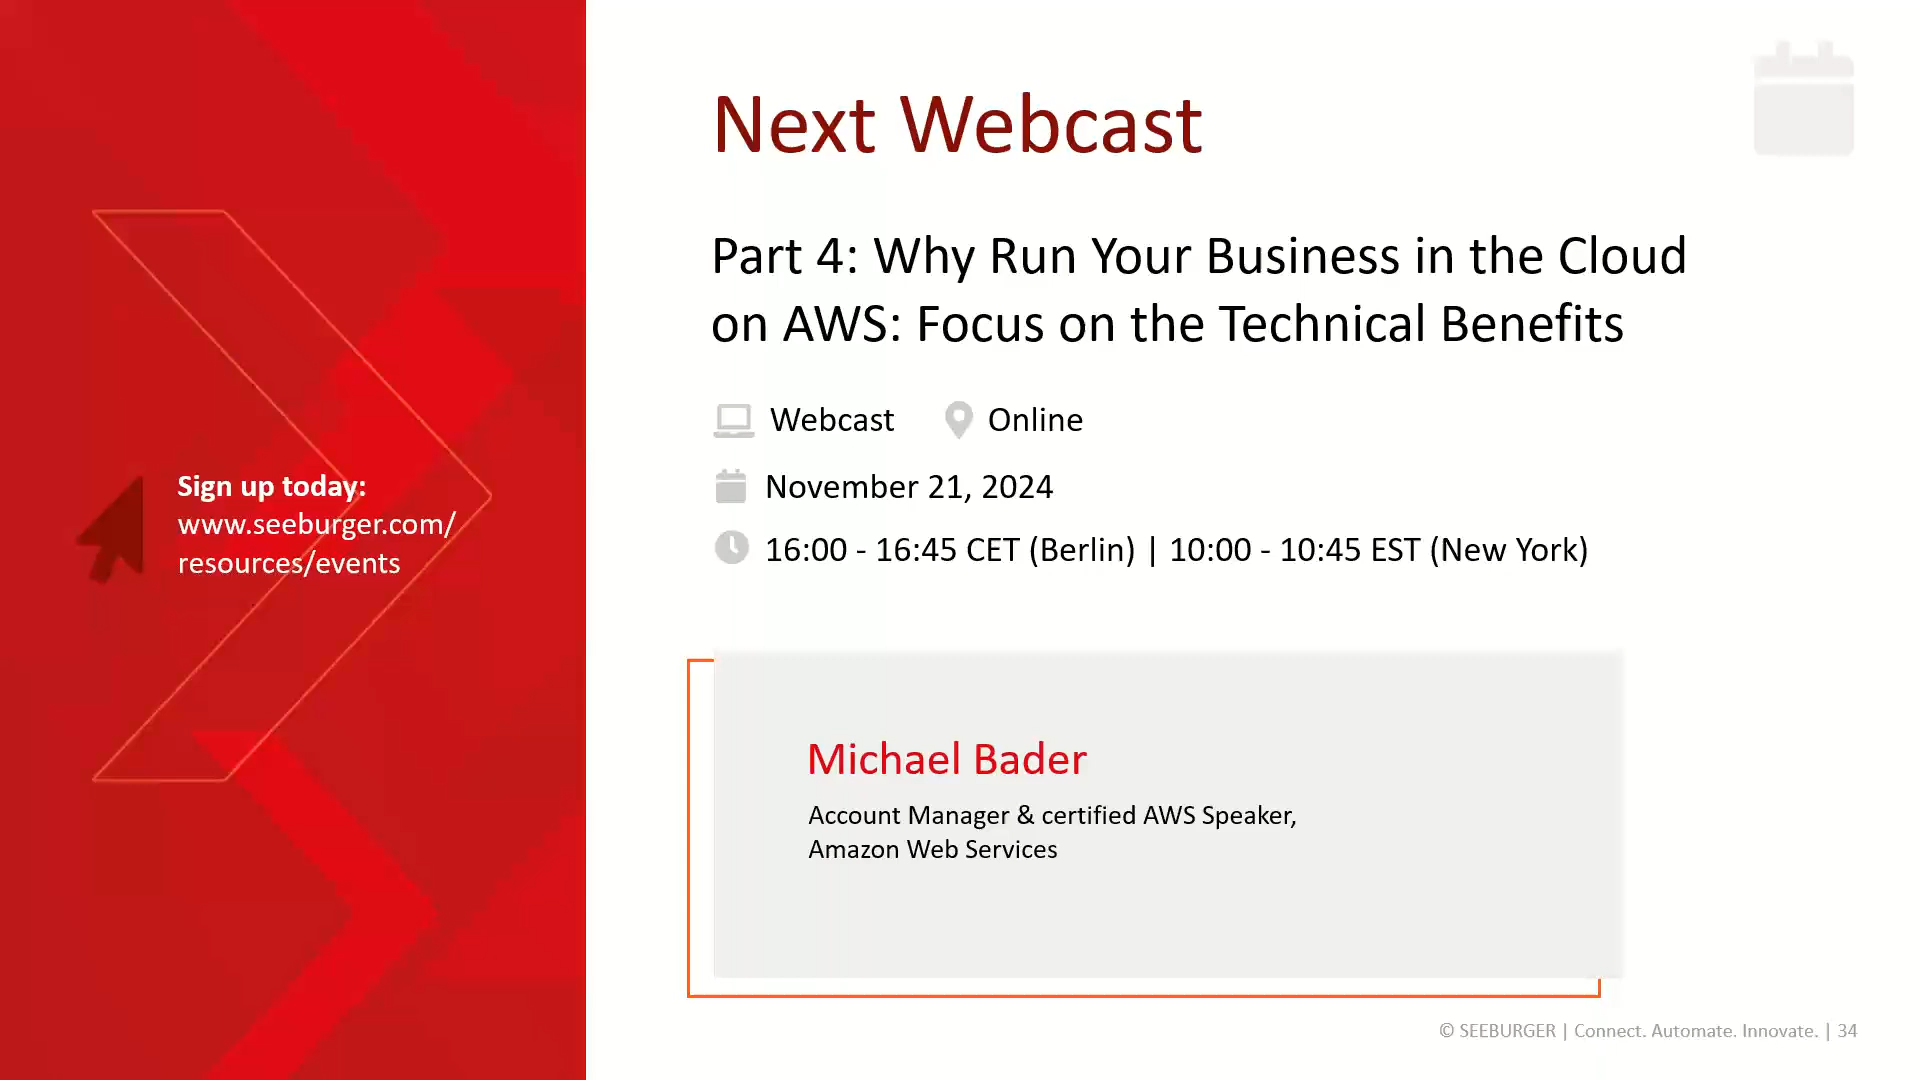 Next Webcast
Part 4: Why Run Your Business in the Cloud
on AWS: Focus on the Technical Benefits
Webcast Online
November 21, 2024
16:00 - 16:45 CET (Berlin) | 10:00 - 10:45 EST (New York)
Sign up today:
www.seeburger.com/
resources/events
Michael Bader
Account Manager & certified AWS Speaker,
Amazon Web Services
© SEEBURGER | Connect. Automate. Innovate. | 34